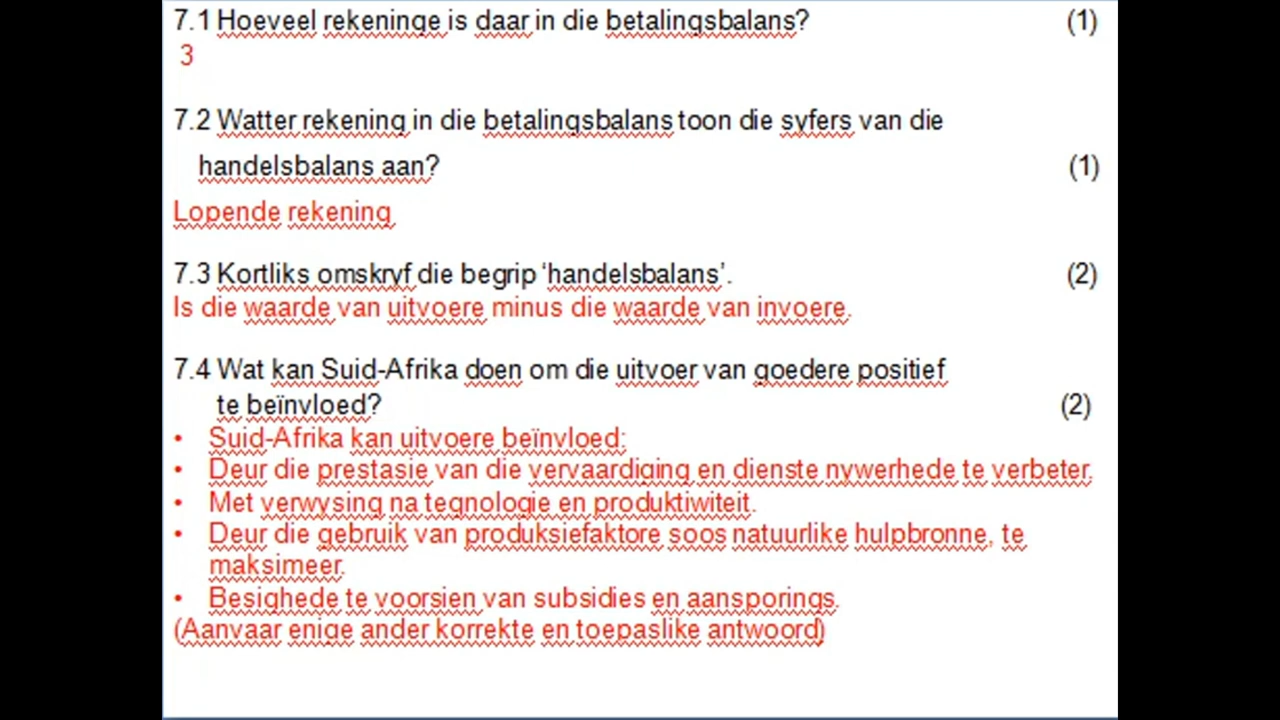 7.1 Hoeveel rekeninge is daar in die betalingsbalans? (1)
3
7.2 Watter rekening in die betalingsbalans toon die syfers van die
handelsbalans aan? (1)
Lopende rekening
7.3 Kortliks omskryf die begrip ‘handelsbalans’. (2)
Is die waarde van uitvoere minus die waarde van invoere.
7.4 Wat kan Suid-Afrika doen om die uitvoer van goedere positief
te beïnvloed? (2)
• Suid-Afrika kan uitvoere beïnvloed:
• Deur die prestasie van die vervaardiging en dienste nywerhede te verbeter.
• Met verwysing na tegnologie en produktiwiteit.
• Deur die gebruik van produksiefaktore soos natuurlike hulpbronne, te
maksimeer.
• Besighede te voorsien van subsidies en aansporings.
(Aanvaar enige ander korrekte en toepaslike antwoord)